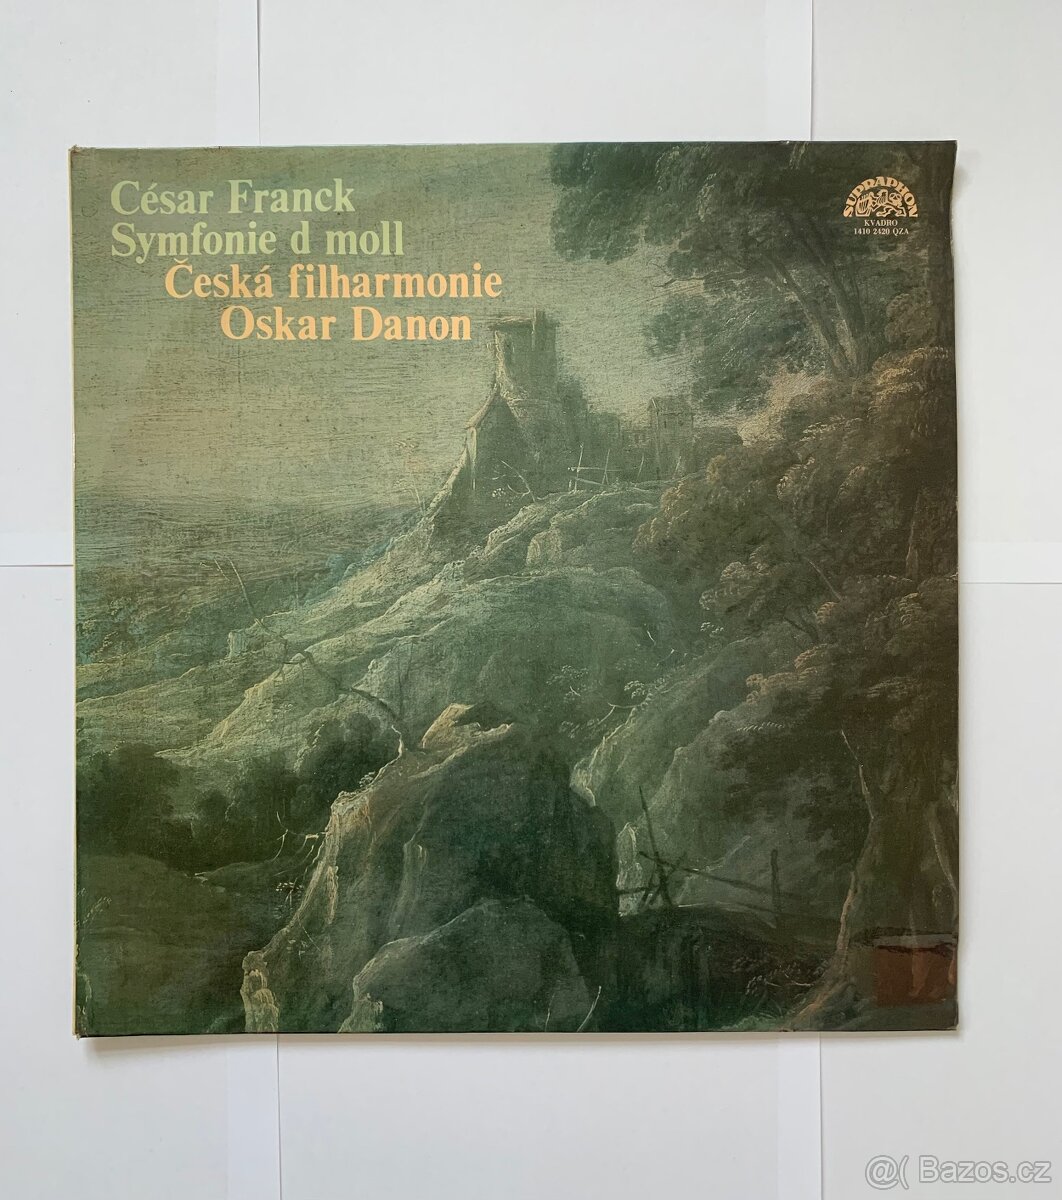 César Franck
Symfonie d moll
Česká filharmonie
Oskar Danon
SUPRAPHON
KVADRO
1410 2420 QZA
@( Bazos.cz